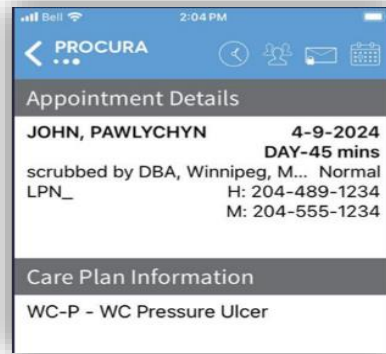 Bell 2:04 PM
PROCURA
Appointment Details
JOHN, PAWLYCHYN 4-9-2024
DAY-45 mins
scrubbed by DBA, Winnipeg, M... Normal
LPN_ H: 204-489-1234
M: 204-555-1234
Care Plan Information
WC-P - WC Pressure Ulcer